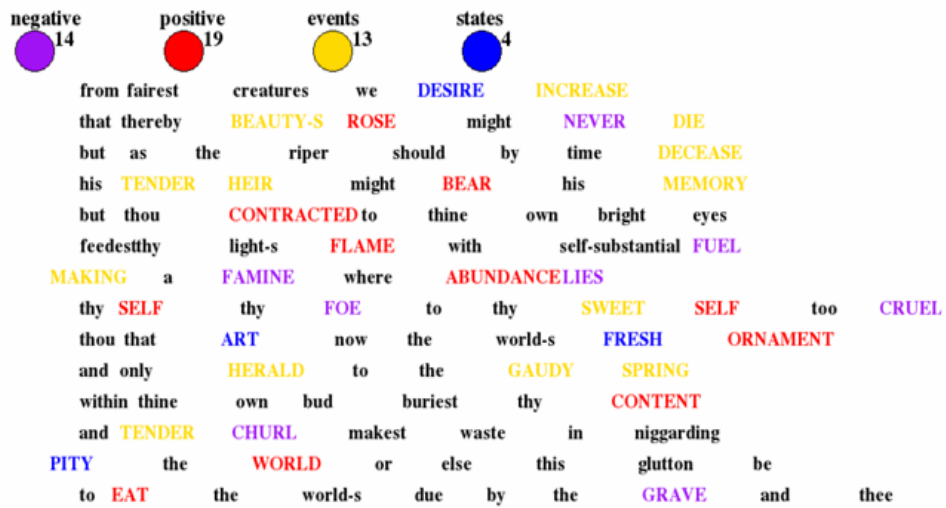 negative positive events states
14 19 13 4
from fairest creatures we DESIRE INCREASE
that thereby BEAUTY-S ROSE might NEVER DIE
but as the riper should by time DECEASE
his TENDER HEIR might BEAR his MEMORY
but thou CONTRACTED to thine own bright eyes
feedestthy light-s FLAME with self-substantial FUEL
MAKING a FAMINE where ABUNDANCE LIES
thy SELF thy FOE to thy SWEET SELF too CRUEL
thou that ART now the world-s FRESH ORNAMENT
and only HERALD to the GAUDY SPRING
within thine own bud buriest thy CONTENT
and TENDER CHURL makest waste in niggarding
PITY the WORLD or else this glutton be
to EAT the world-s due by the GRAVE and thee